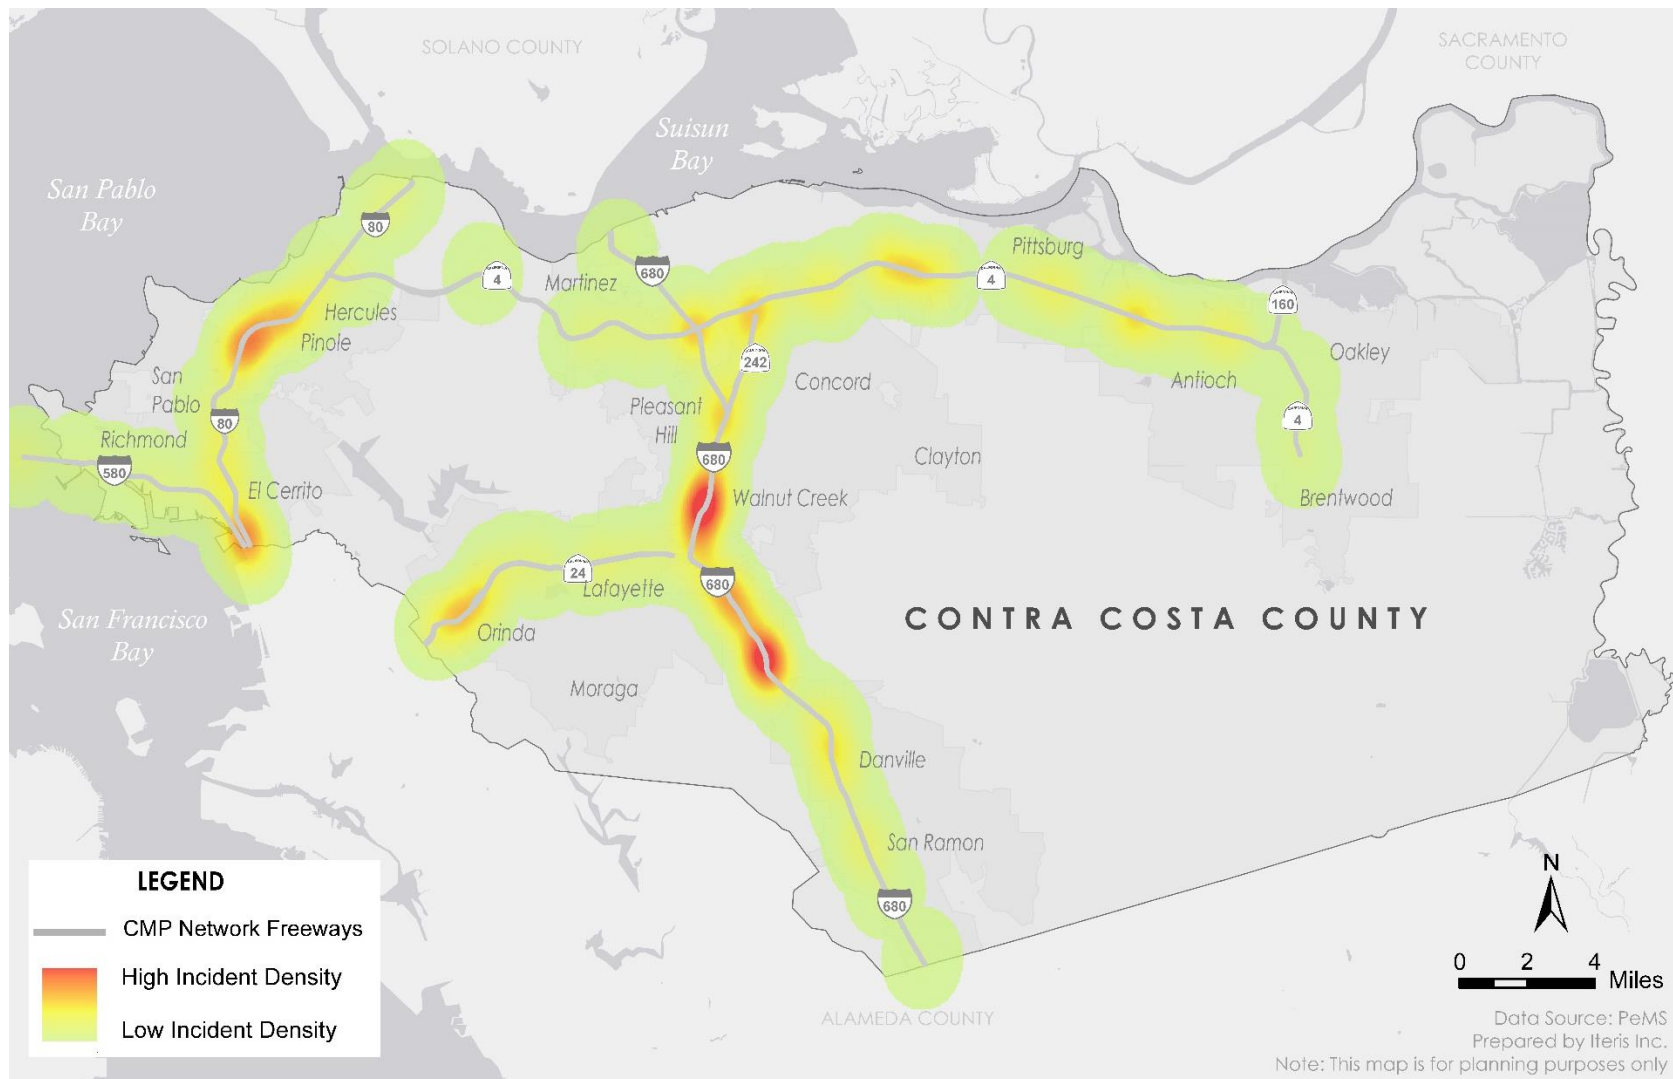 SOLANO COUNTY
SACRAMENTO
COUNTY
Suisun
Bay
San Pablo
Bay
80
Pittsburg
4
4
680
Martinez
160
Hercules
Pinole
242
Oakley
San
Pablo
Concord
Antioch
Pleasant
Hill
80
4
Richmond
580
680
Clayton
El Cerrito
Walnut Creek
Brentwood
24
680
Lafayette
San Francisco
Bay
CONTRA COSTA COUNTY
Orinda
Moraga
Danville
San Ramon
680
LEGEND
CMP Network Freeways
High Incident Density
Low Incident Density
N
0 2 4
Miles
ALAMEDA COUNTY
Data Source: PeMS
Prepared by Iteris Inc.
Note: This map is for planning purposes only